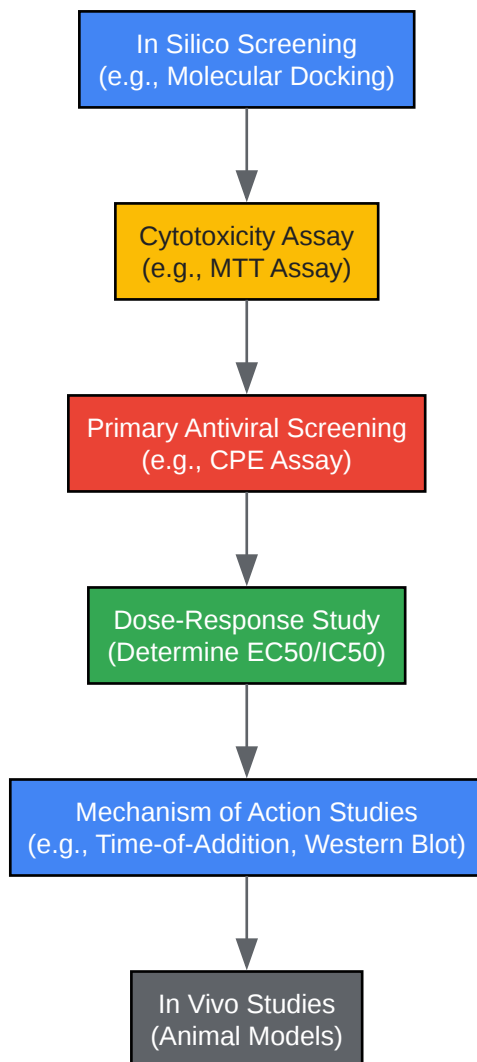 In Silico Screening
(e.g., Molecular Docking)
Cytotoxicity Assay
(e.g., MTT Assay)
Primary Antiviral Screening
(e.g., CPE Assay)
Dose-Response Study
(Determine EC50/IC50)
Mechanism of Action Studies
(e.g., Time-of-Addition, Western Blot)
In Vivo Studies
(Animal Models)